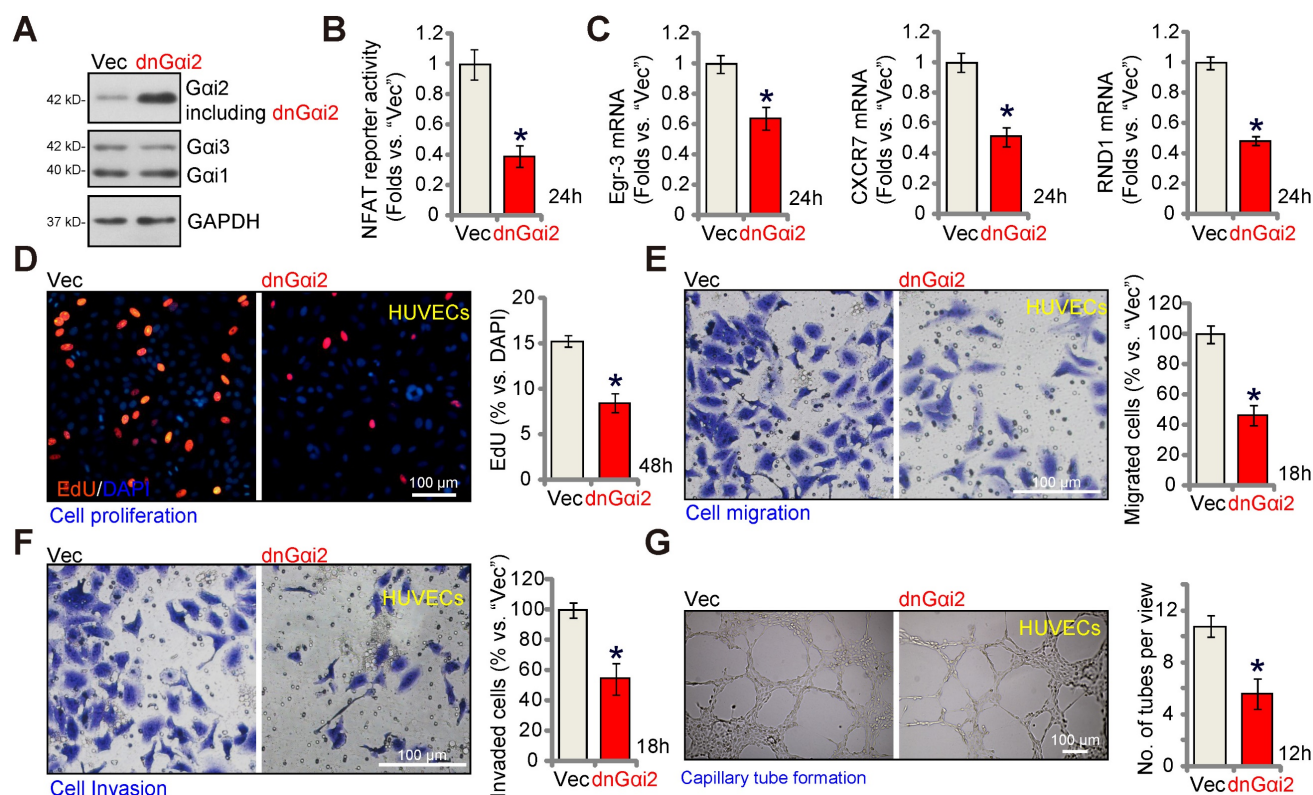 A
Vec dnGαi2
42 kD-
Gαi2
including dnGαi2
42 kD-
Gαi3
40 kD-
Gαi1
37 kD-
GAPDH
B
NFAT reporter activity
(Folds vs. “Vec”)
1.2
1
0.8
0.6
0.4
0.2
0
*
24h
Vec dnGαi2
C
Egr-3 mRNA
(Folds vs. “Vec”)
1.2
1
0.8
0.6
0.4
0.2
0
*
24h
Vec dnGαi2
CXCR7 mRNA
(Folds vs. “Vec”)
1.2
1
0.8
0.6
0.4
0.2
0
*
24h
Vec dnGαi2
RND1 mRNA
(Folds vs. “Vec”)
1.2
1
0.8
0.6
0.4
0.2
0
*
24h
Vec dnGαi2
D
Vec
dnGαi2
HUVECs
EdU/DAPI
100 µm
Cell proliferation
EdU (% vs. DAPI)
20
15
10
5
0
*
48h
Vec dnGαi2
E
Vec
dnGαi2
HUVECs
100 µm
Cell migration
Migrated cells (% vs. “Vec”)
120
100
80
60
40
20
0
*
18h
Vec dnGαi2
F
Vec
dnGαi2
HUVECs
100 µm
Cell Invasion
Invaded cells (% vs. “Vec”)
120
100
80
60
40
20
0
*
18h
Vec dnGαi2
G
Vec
dnGαi2
HUVECs
100 µm
Capillary tube formation
No. of tubes per view
12
8
4
0
*
12h
Vec dnGαi2